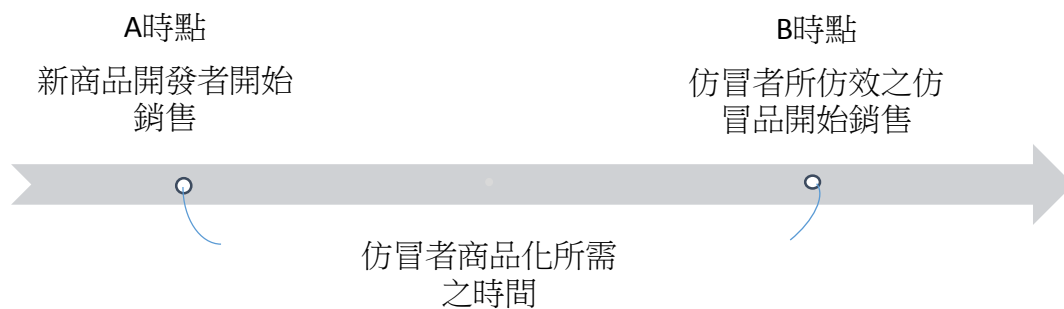 A時點
新商品開發者開始
銷售
B時點
仿冒者所仿效之仿
冒品開始銷售
仿冒者商品化所需
之時間